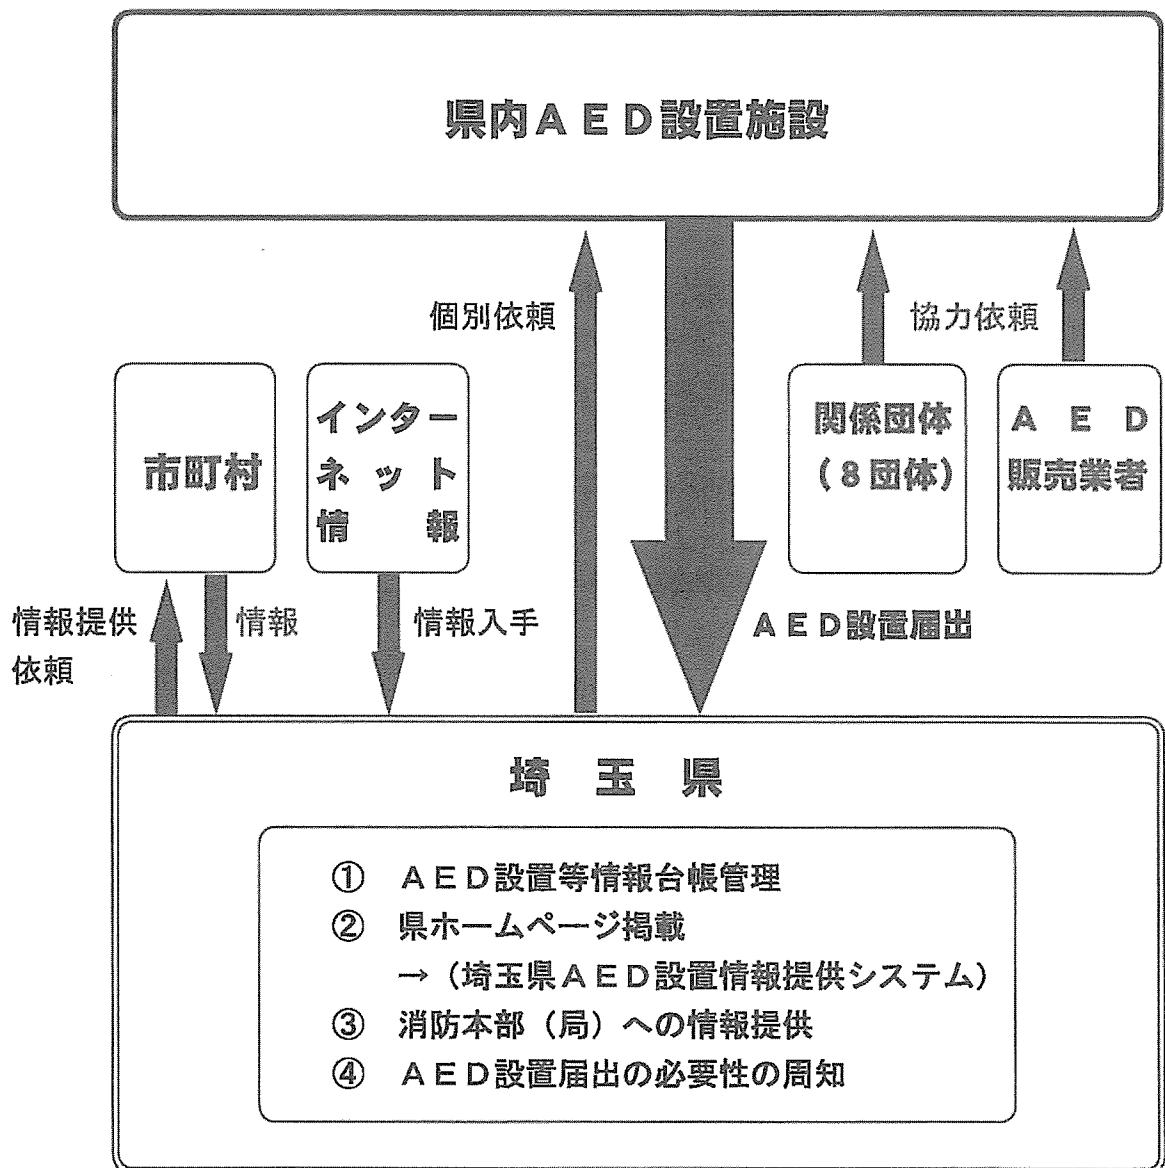 県内ＡＥＤ設置施設
個別依頼
協力依頼
市町村
インター
ネット
情報
関係団体
（８団体）
ＡＥＤ
販売業者
情報提供
依頼
情報
情報入手
ＡＥＤ設置届出
埼玉県
① ＡＥＤ設置等情報台帳管理
② 県ホームページ掲載
→（埼玉県ＡＥＤ設置情報提供システム）
③ 消防本部（局）への情報提供
④ ＡＥＤ設置届出の必要性の周知